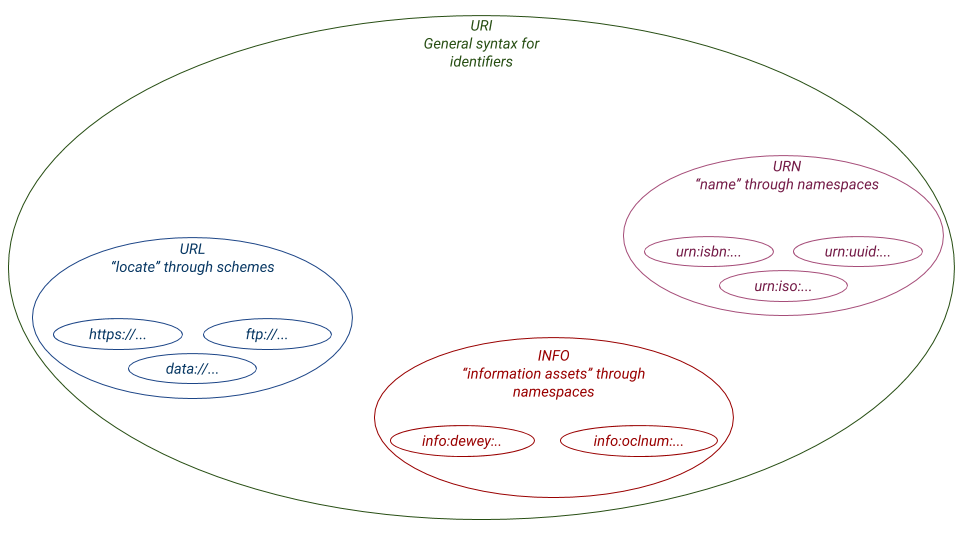 URI
General syntax for
identifiers
URN
“name” through namespaces
urn:isbn:...
urn:uuid:...
urn:iso:...
URL
“locate” through schemes
https://...
ftp://...
data://...
INFO
“information assets” through
namespaces
info:dewey:..
info:oclnum:...